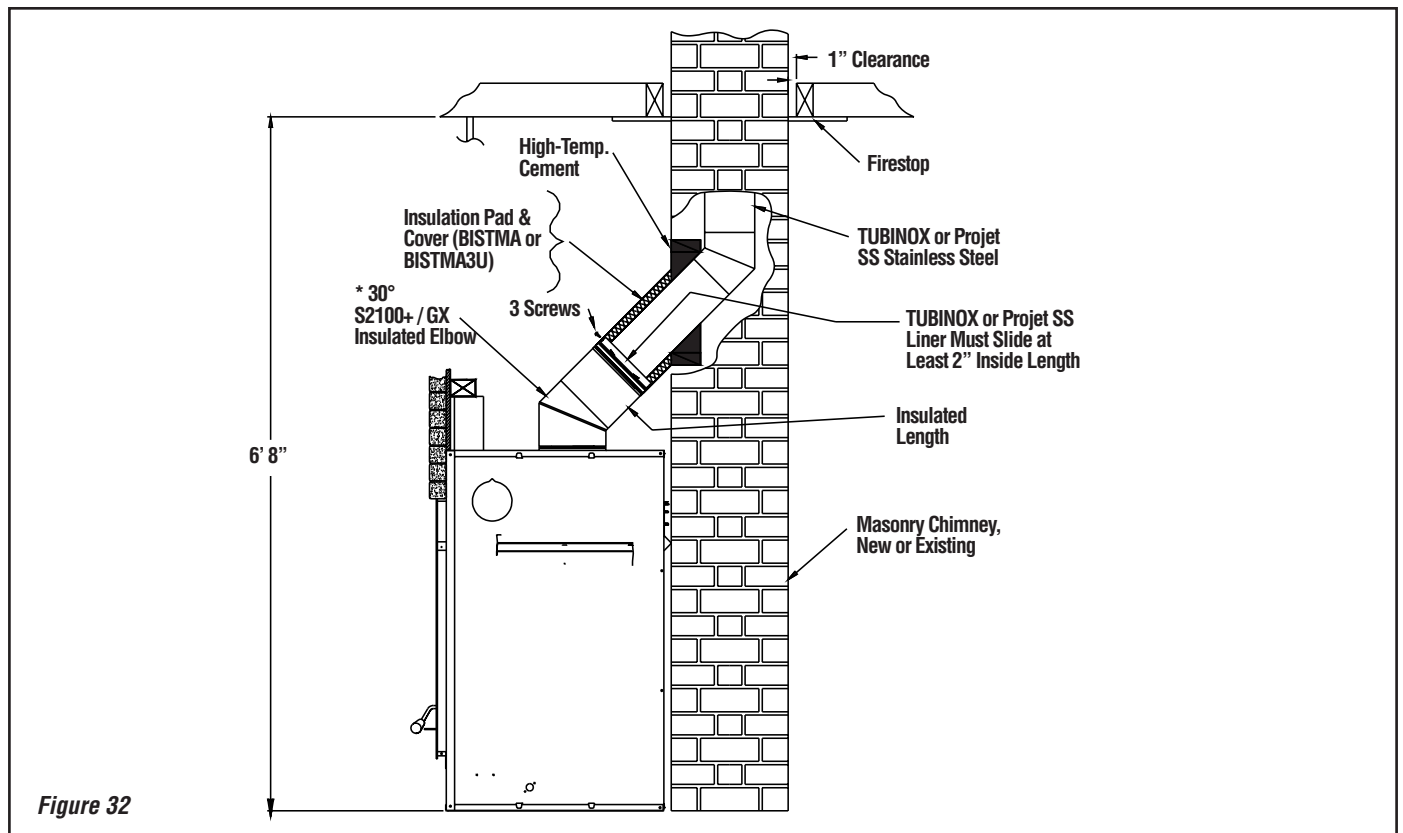 1” Clearance
Firestop
High-Temp.
Cement
Insulation Pad &
Cover (BISTMA or
BISTMA3U)
TUBINOX or Projet
SS Stainless Steel
* 30°
S2100+ / GX
Insulated Elbow
3 Screws
TUBINOX or Projet SS
Liner Must Slide at
Least 2” Inside Length
Insulated
Length
6’ 8”
Masonry Chimney,
New or Existing
Figure 32